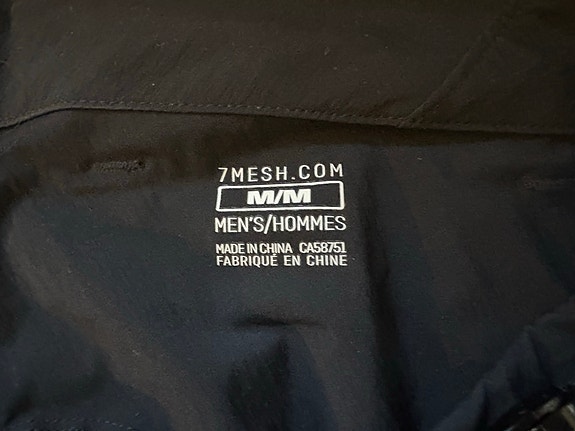 7MESH.COM
M/M
MEN'S/HOMMES
MADE IN CHINA CA58751
FABRIQUÉ EN CHINE